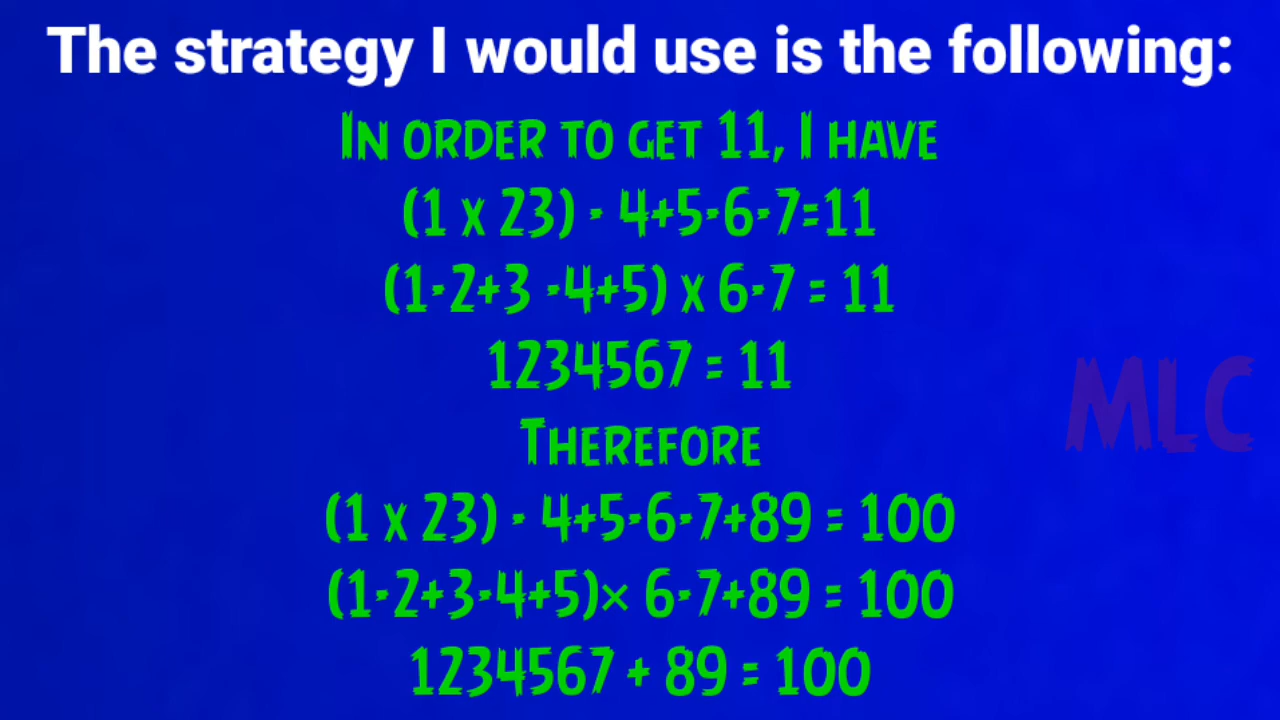 The strategy I would use is the following:
In order to get 11, I have
(1 x 23) - 4+5-6-7=11
(1-2+3 -4+5) x 6-7 = 11
1234567 = 11
MLC
Therefore
(1 x 23) - 4+5-6-7+89 = 100
(1-2+3-4+5)× 6-7+89 = 100
1234567 + 89 = 100